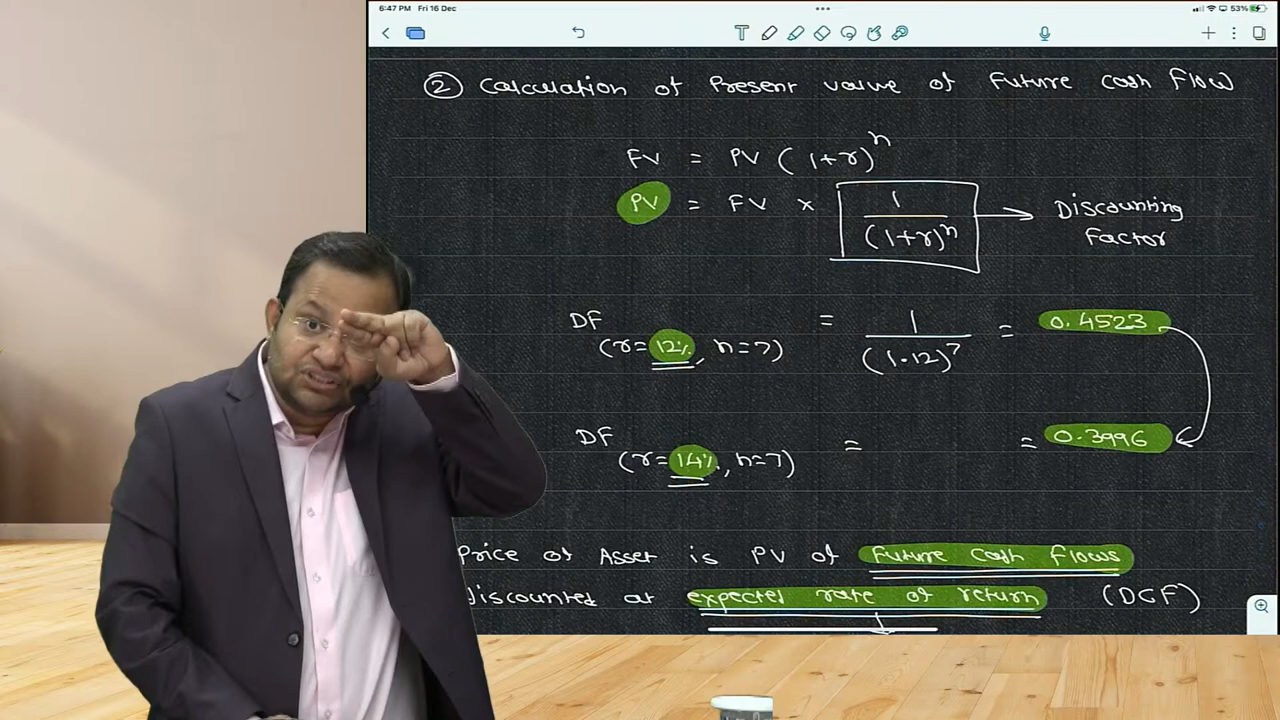 6:47 PM Fri 16 Dec
53%
② Calculation of Present value of Future Cash Flow
FV = PV (1+r)^n
PV = FV × 1/(1+r)^n → Discounting Factor
DF (r=12%, n=7) = 1/(1.12)^7 = 0.4523
DF (r=14%, n=7) = = 0.3996
Price of Asset is PV of Future Cash flows
discounted at expected rate of return (DCF)